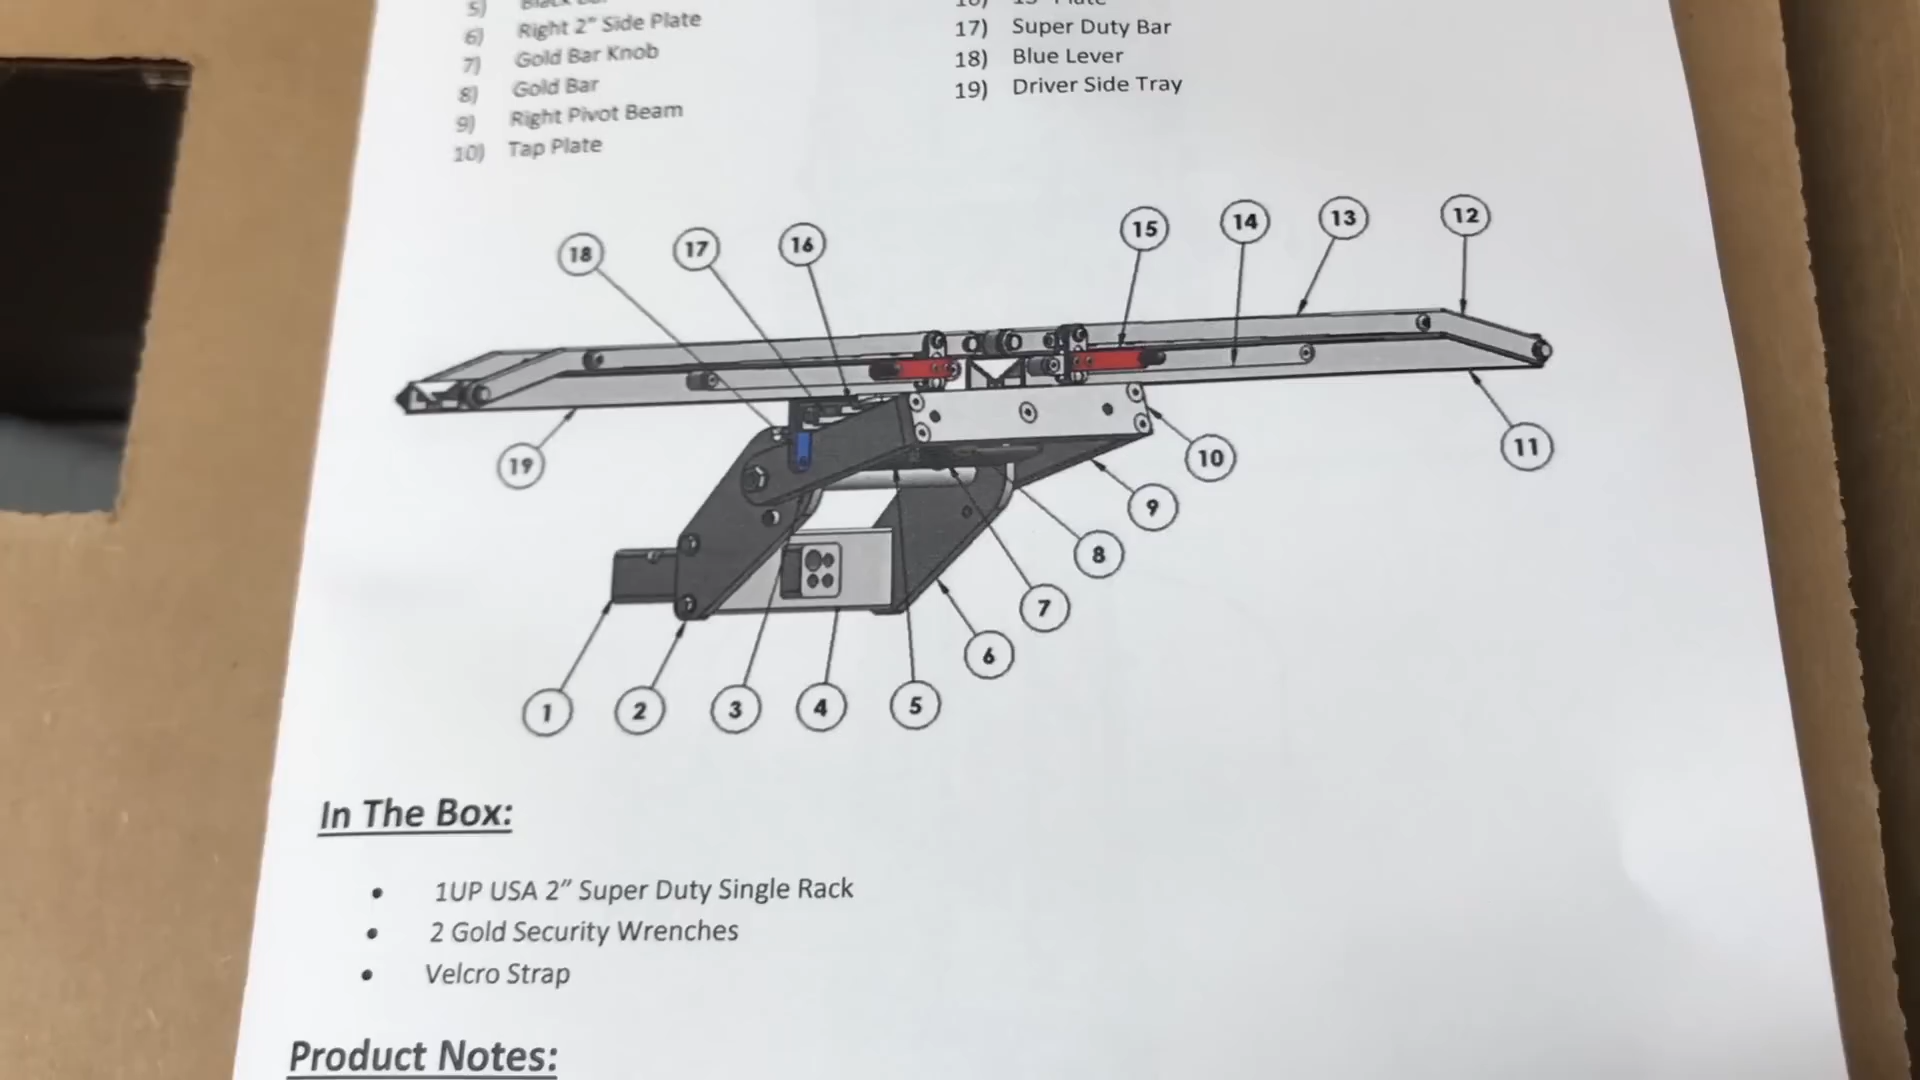 5)
6) Right 2" Side Plate
7) Gold Bar Knob
8) Gold Bar
9) Right Pivot Beam
10) Tap Plate
17) Super Duty Bar
18) Blue Lever
19) Driver Side Tray
18 17 16 15 14 13 12
19 10 11
9
8
7
6
1 2 3 4 5
In The Box:
• 1UP USA 2" Super Duty Single Rack
• 2 Gold Security Wrenches
• Velcro Strap
Product Notes: